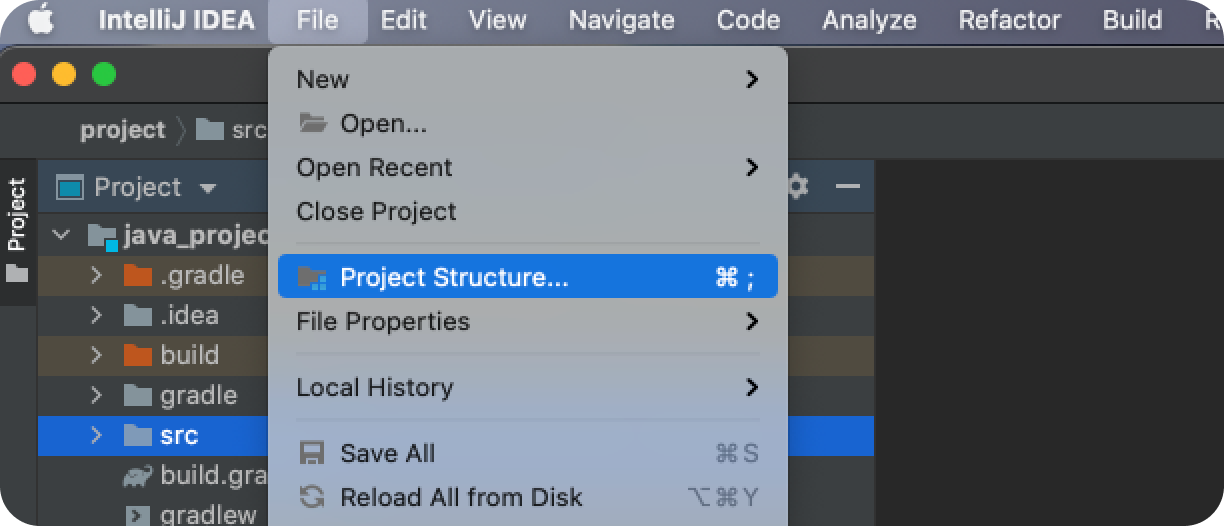 IntelliJ IDEA File Edit View Navigate Code Analyze Refactor Build R
New
Open...
Open Recent
Close Project
Project Structure... ⌘ ;
File Properties
Local History
Save All ⌘ S
Reload All from Disk ⌥⌘ Y
project src
Project
Project
java_projec
.gradle
.idea
build
gradle
src
build.gra
gradlew